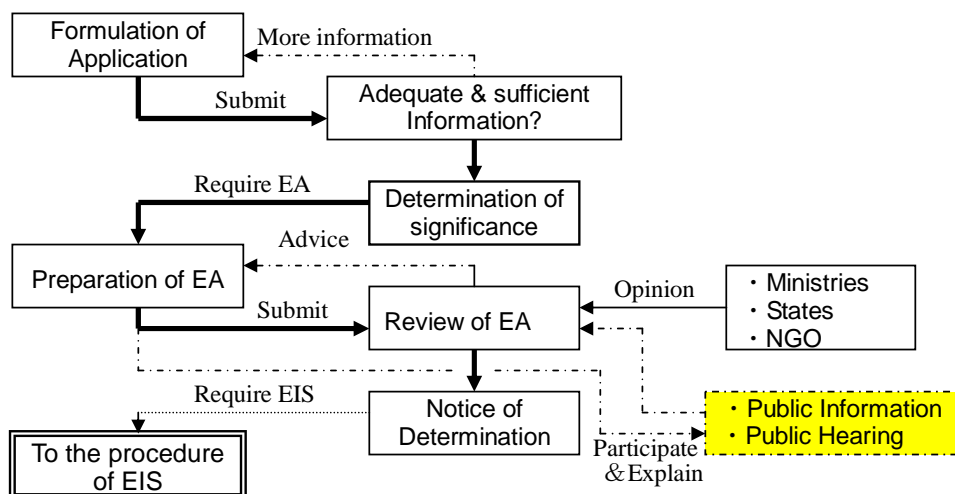 Formulation of
Application
More information
Submit
Adequate & sufficient
Information?
Require EA
Determination of
significance
Advice
Preparation of EA
Submit
Review of EA
Opinion
・Ministries
・States
・NGO
Require EIS
Notice of
Determination
Participate
&Explain
・Public Information
・Public Hearing
To the procedure
of EIS